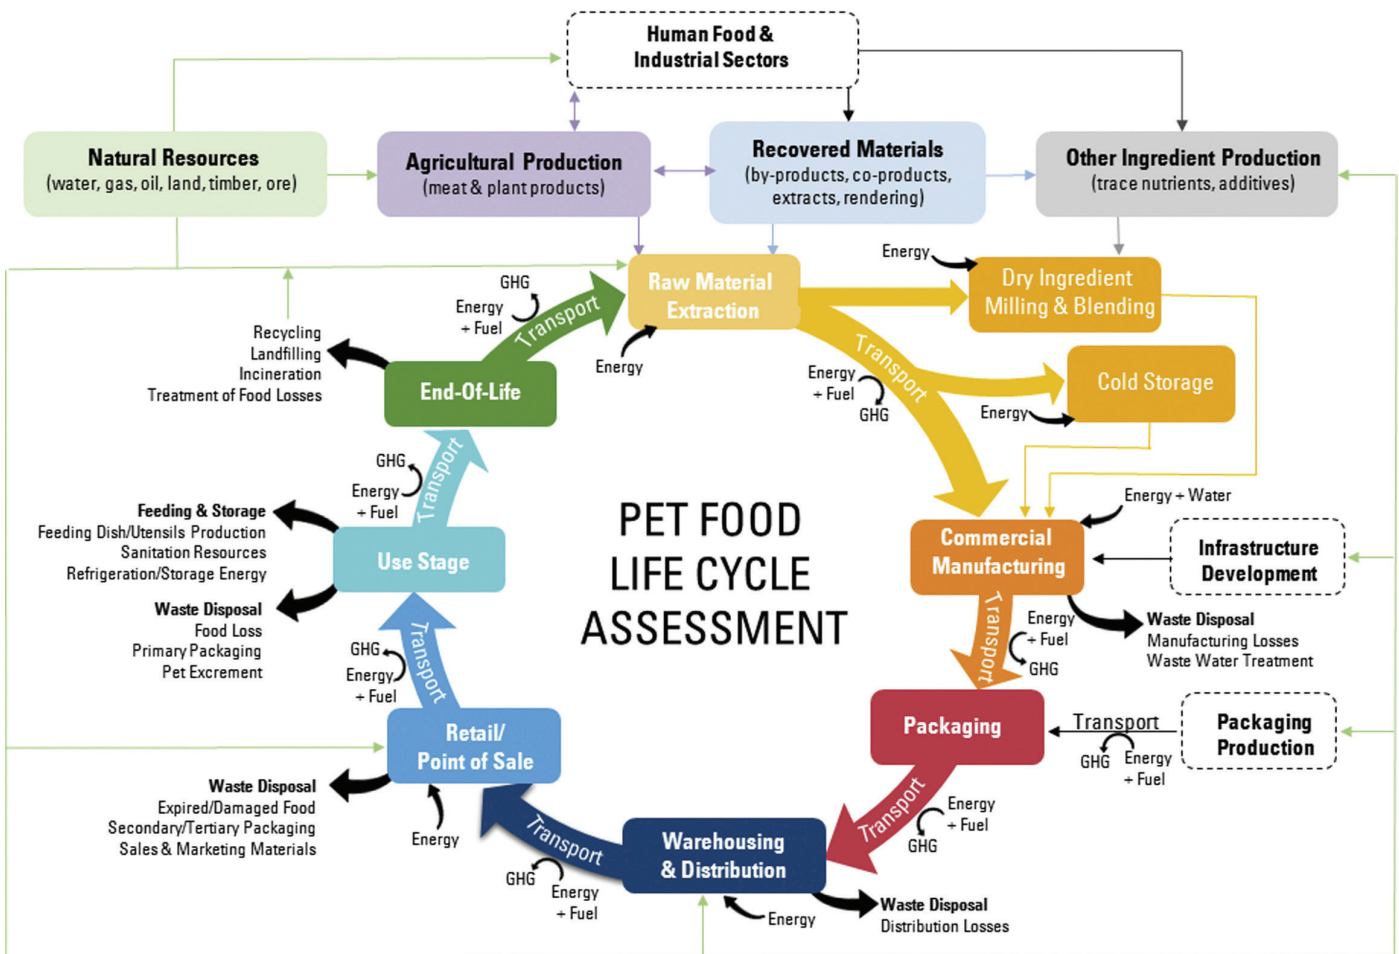 Human Food &
Industrial Sectors
Natural Resources
(water, gas, oil, land, timber, ore)
Agricultural Production
(meat & plant products)
Recovered Materials
(by-products, co-products,
extracts, rendering)
Other Ingredient Production
(trace nutrients, additives)
Raw Material
Extraction
Energy
Energy
Dry Ingredient
Milling & Blending
Transport
Energy
+ Fuel
GHG
Cold Storage
Energy
Commercial
Manufacturing
Energy + Water
Infrastructure
Development
Waste Disposal
Manufacturing Losses
Waste Water Treatment
Transport
Energy
+ Fuel
GHG
Packaging
Transport
GHG
Energy
+ Fuel
Packaging
Production
Transport
Energy
+ Fuel
GHG
Warehousing
& Distribution
Energy
Waste Disposal
Distribution Losses
Transport
GHG
Energy
+ Fuel
Retail/
Point of Sale
Energy
Waste Disposal
Expired/Damaged Food
Secondary/Tertiary Packaging
Sales & Marketing Materials
Transport
GHG
Energy
+ Fuel
Use Stage
Feeding & Storage
Feeding Dish/Utensils Production
Sanitation Resources
Refrigeration/Storage Energy
Waste Disposal
Food Loss
Primary Packaging
Pet Excrement
Transport
GHG
Energy
+ Fuel
End-Of-Life
Recycling
Landfilling
Incineration
Treatment of Food Losses
Transport
GHG
Energy
+ Fuel
PET FOOD
LIFE CYCLE
ASSESSMENT